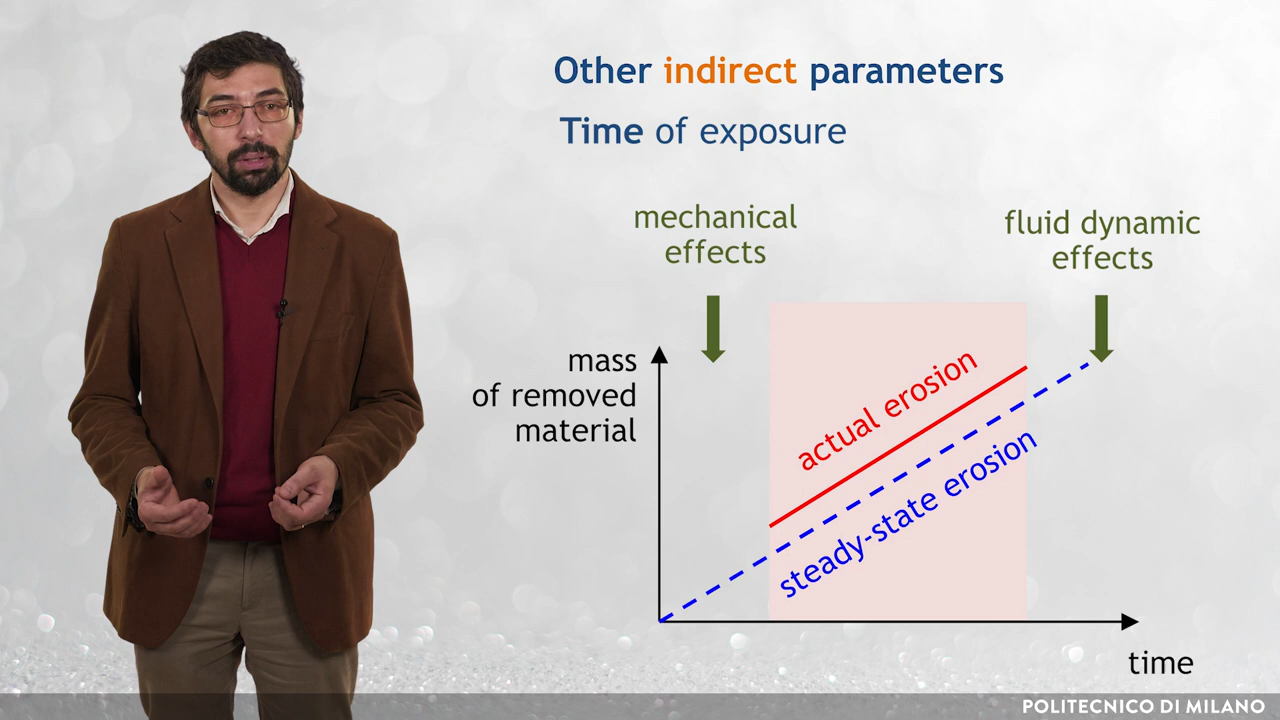 Other indirect parameters
Time of exposure
mechanical
effects
fluid dynamic
effects
mass
of removed
material
actual erosion
steady-state erosion
time
POLITECNICO DI MILANO